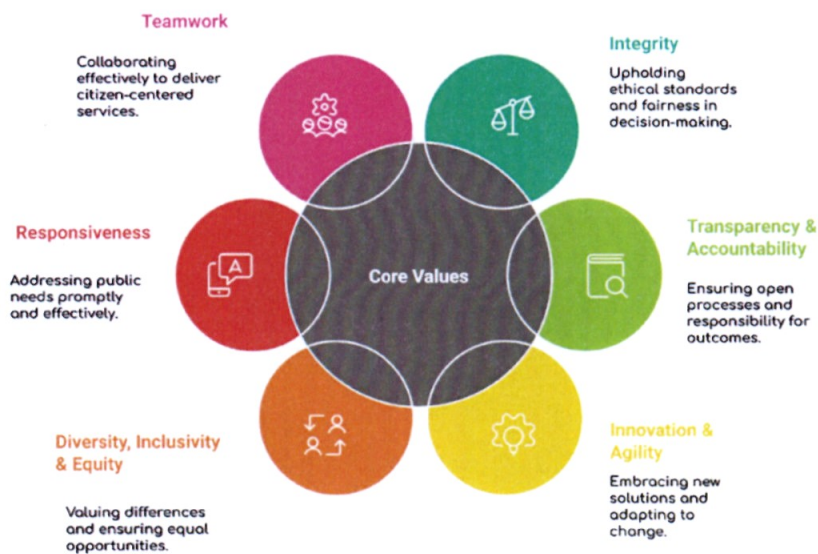 Teamwork
Collaborating
effectively to deliver
citizen-centered
services.
Integrity
Upholding
ethical standards
and fairness in
decision-making.
Responsiveness
Addressing public
needs promptly
and effectively.
A
Core Values
Transparency &
Accountability
Ensuring open
processes and
responsibility for
outcomes.
Diversity, Inclusivity
& Equity
Valuing differences
and ensuring equal
opportunities.
Innovation &
Agility
Embracing new
solutions and
adapting to
change.